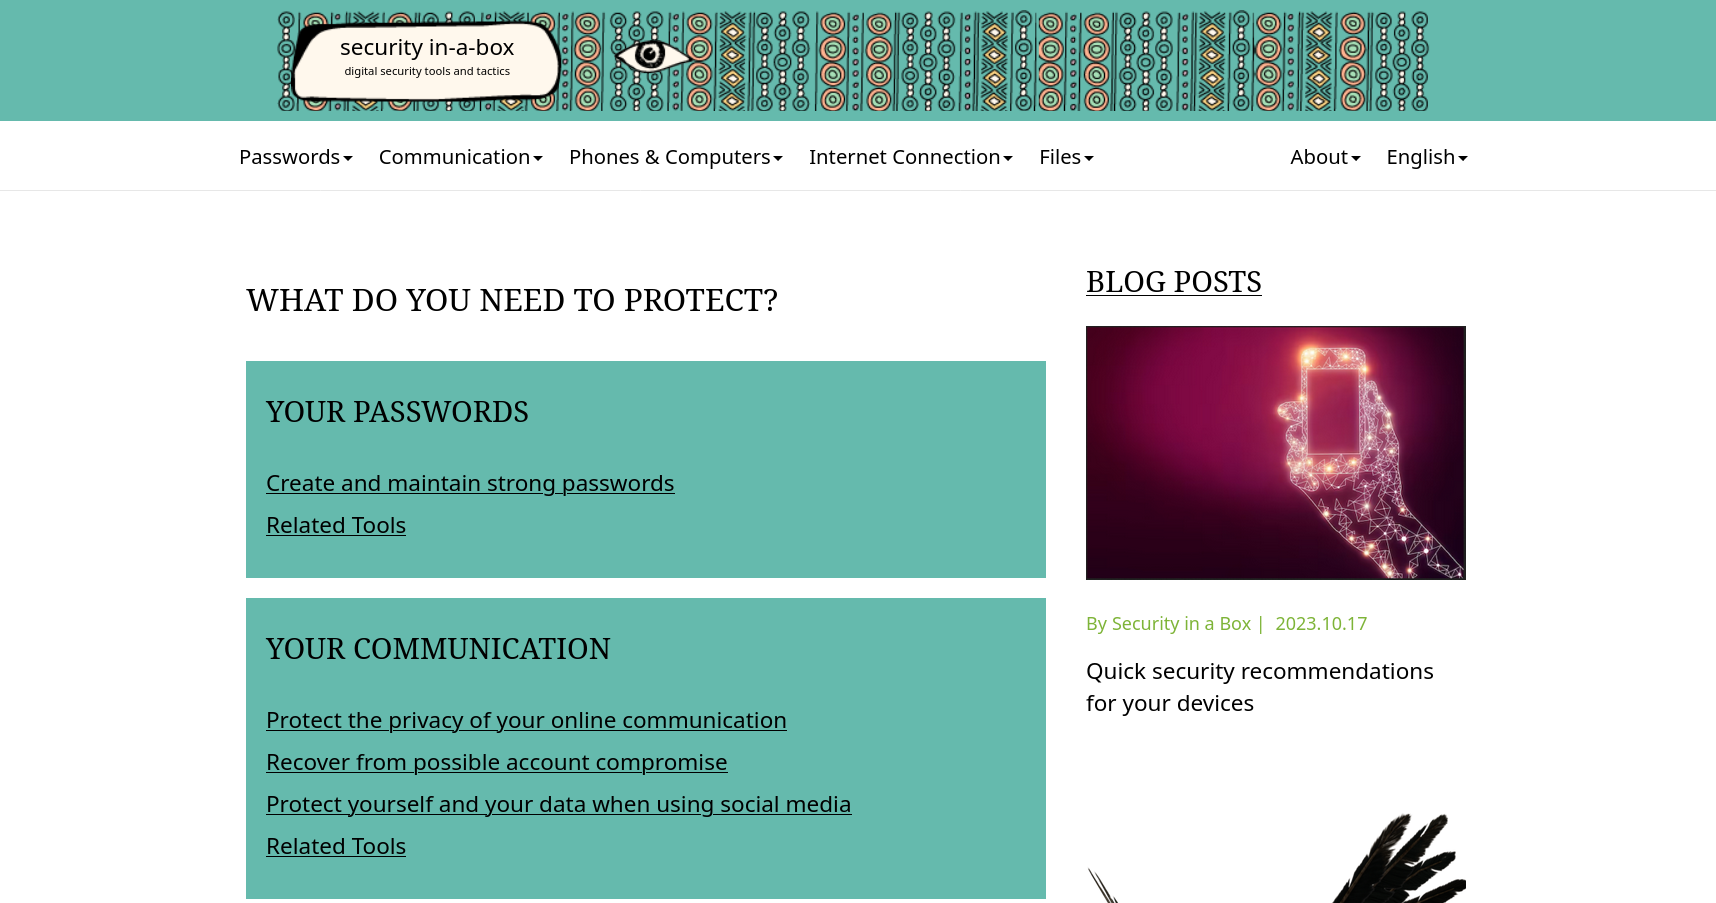 security in-a-box
digital security tools and tactics
Passwords
Communication
Phones & Computers
Internet Connection
Files
About
English
WHAT DO YOU NEED TO PROTECT?
YOUR PASSWORDS
Create and maintain strong passwords
Related Tools
YOUR COMMUNICATION
Protect the privacy of your online communication
Recover from possible account compromise
Protect yourself and your data when using social media
Related Tools
BLOG POSTS
By Security in a Box | 2023.10.17
Quick security recommendations
for your devices